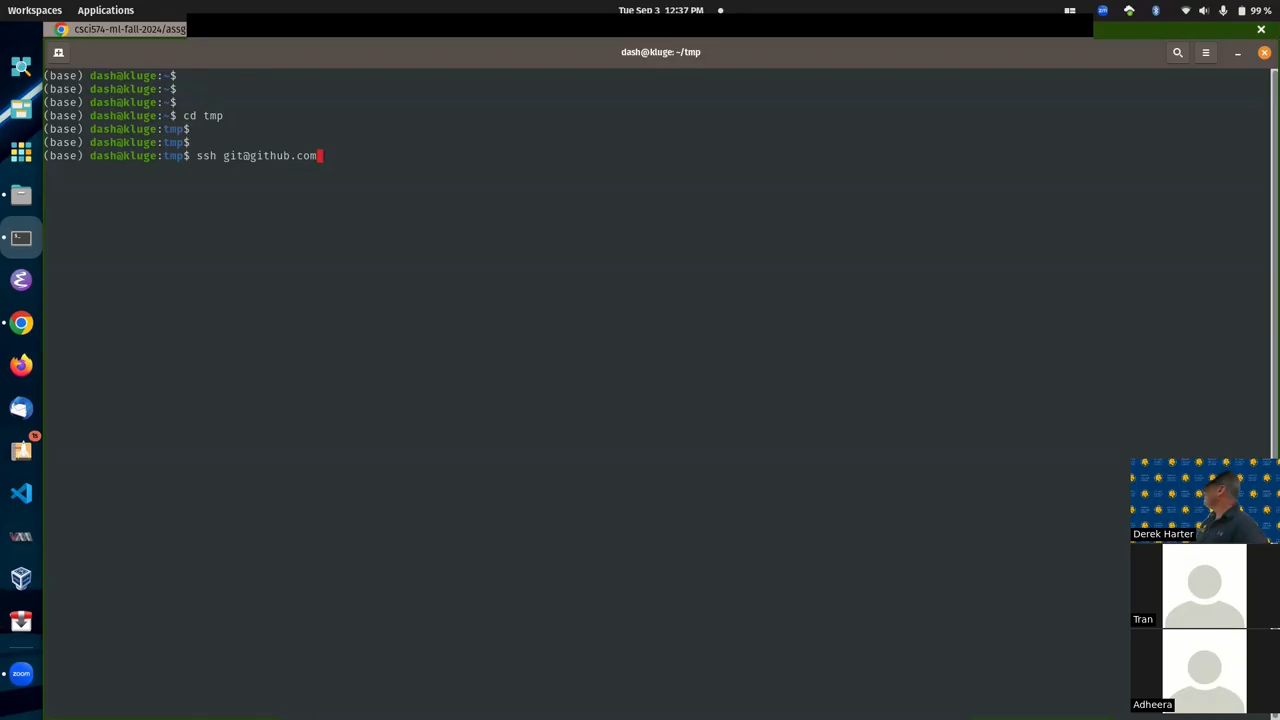 Workspaces Applications Tue Sep 3 12:37 PM 99 %
csci574-ml-fall-2024/assg
dash@kluge: ~/tmp
(base) dash@kluge:~$
(base) dash@kluge:~$
(base) dash@kluge:~$
(base) dash@kluge:~$ cd tmp
(base) dash@kluge:tmp$
(base) dash@kluge:tmp$
(base) dash@kluge:tmp$ ssh git@github.com
15
zoom
Derek Harter
Tran
Adheera